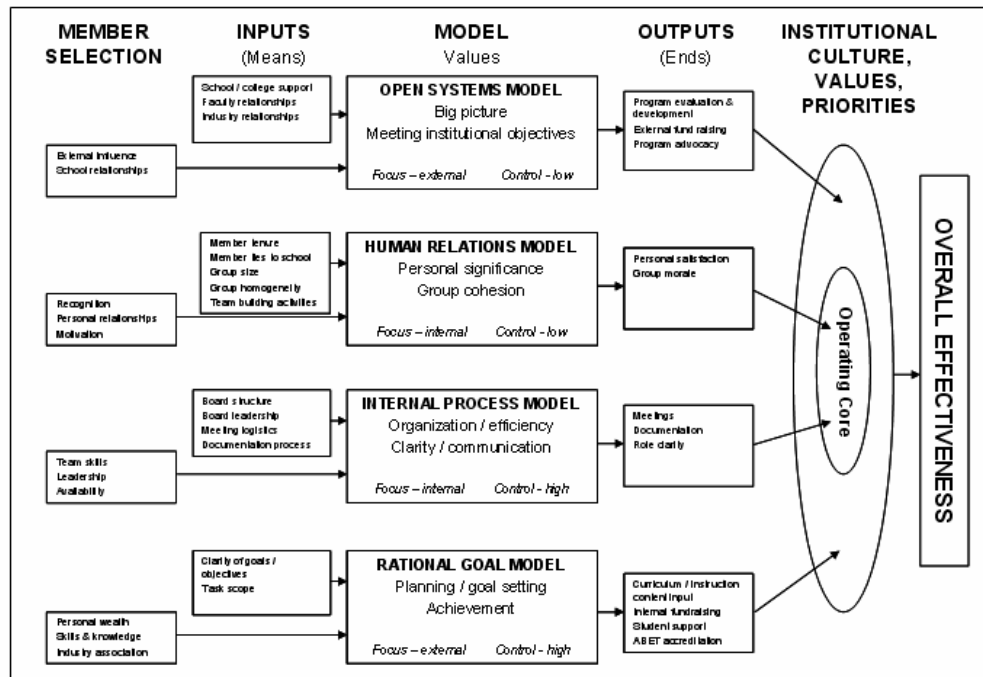 MEMBER
SELECTION
INPUTS
(Means)
MODEL
Values
OUTPUTS
(Ends)
INSTITUTIONAL
CULTURE,
VALUES,
PRIORITIES
School / college support
Faculty relationships
Industry relationships
OPEN SYSTEMS MODEL
Big picture
Meeting institutional objectives
Focus – external Control - low
Program evaluation &
development
External fund raising
Program advocacy
External influence
School relationships
Member tenure
Member ties to school
Group size
Group homogeneity
Team building activities
HUMAN RELATIONS MODEL
Personal significance
Group cohesion
Focus – internal Control - low
Personal satisfaction
Group morale
Recognition
Personal relationships
Motivation
Board structure
Board leadership
Meeting logistics
Documentation process
INTERNAL PROCESS MODEL
Organization / efficiency
Clarity / communication
Focus – internal Control - high
Meetings
Documentation
Role clarity
Team skills
Leadership
Availability
Clarity of goals /
objectives
Task scope
RATIONAL GOAL MODEL
Planning / goal setting
Achievement
Focus – external Control - high
Curriculum / instruction
content input
Internal fundraising
Student support
ABET accreditation
Personal wealth
Skills & knowledge
Industry association
Operating Core
OVERALL EFFECTIVENESS